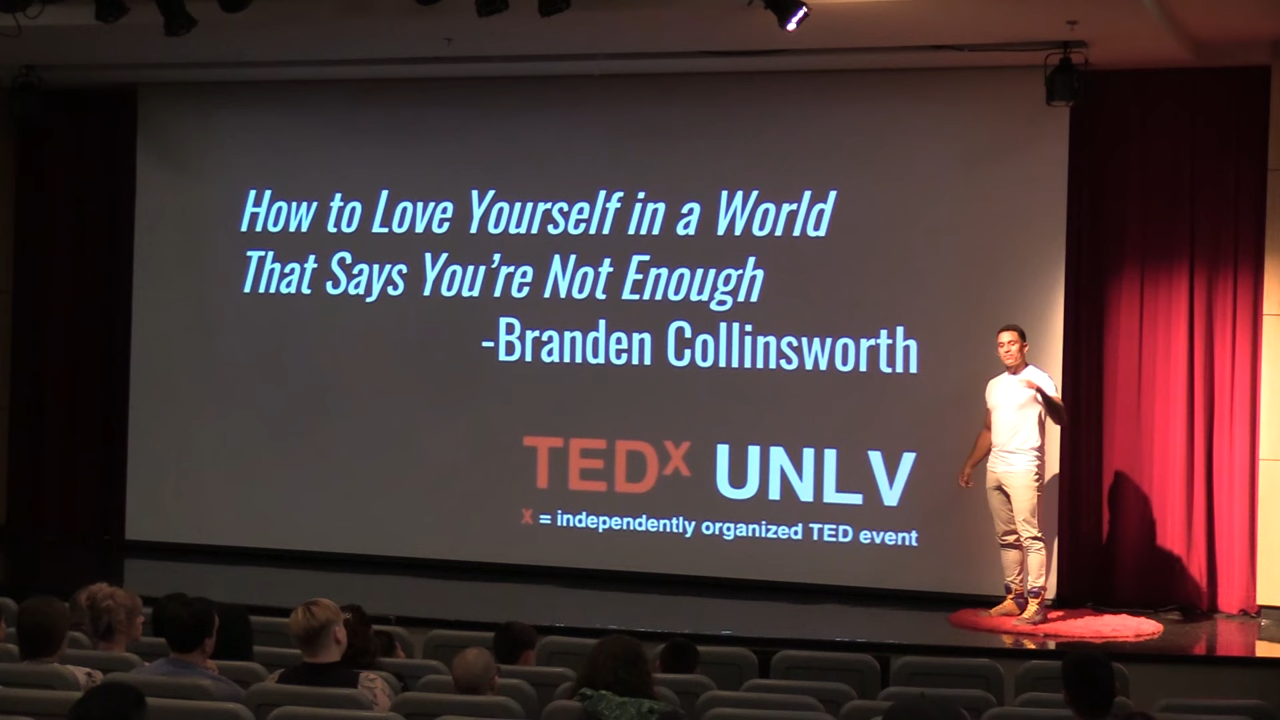 How to Love Yourself in a World
That Says You're Not Enough
-Branden Collinsworth
TEDx UNLV
x = independently organized TED event